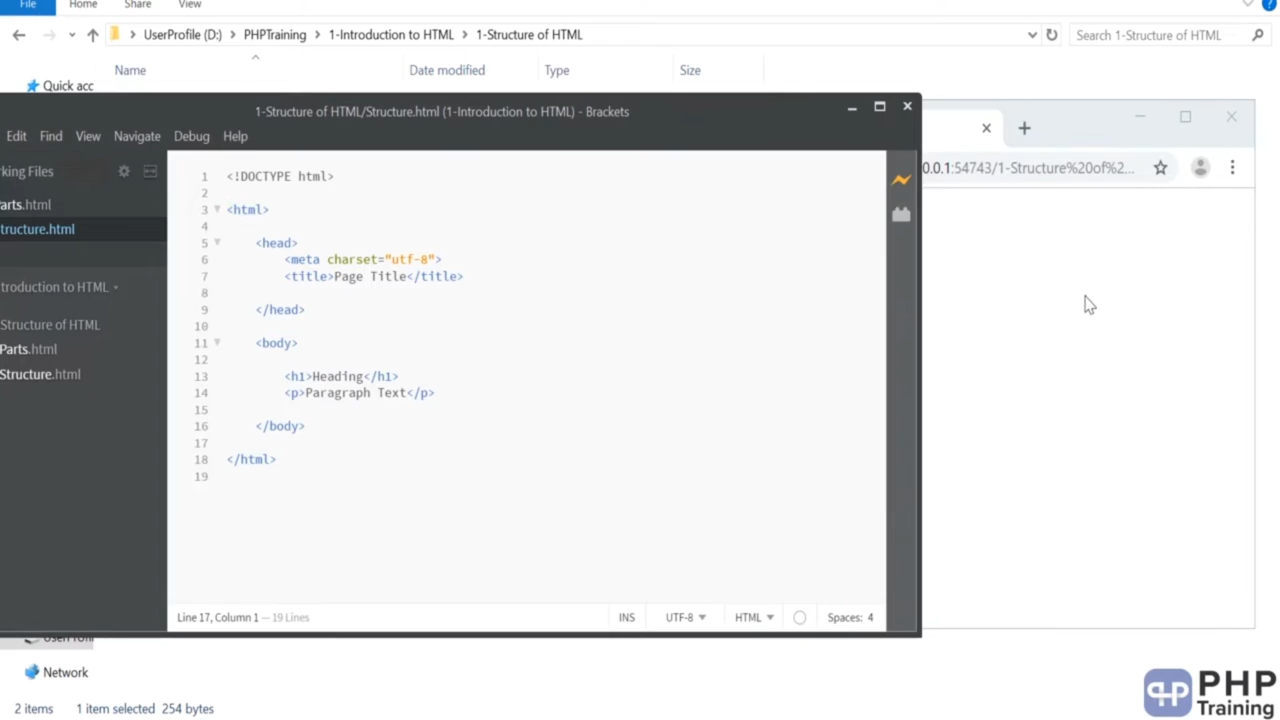 File
Home
Share
View
UserProfile (D:)
PHPTraining
1-Introduction to HTML
1-Structure of HTML
Search 1-Structure of HTML
Name
Date modified
Type
Size
Quick acc
1-Structure of HTML/Structure.html (1-Introduction to HTML) - Brackets
Edit Find View Navigate Debug Help
rking Files
arts.html
tructure.html
troduction to HTML
Structure of HTML
Parts.html
Structure.html
1 <!DOCTYPE html>
2
3 <html>
4
5 <head>
6 <meta charset="utf-8">
7 <title>Page Title</title>
8
9 </head>
10
11 <body>
12
13 <h1>Heading</h1>
14 <p>Paragraph Text</p>
15
16 </body>
17
18 </html>
19
Line 17, Column 1 — 19 Lines
INS
UTF-8
HTML
Spaces: 4
0.0.1:54743/1-Structure%20of%2...
Network
2 items
1 item selected 254 bytes
PHP
Training